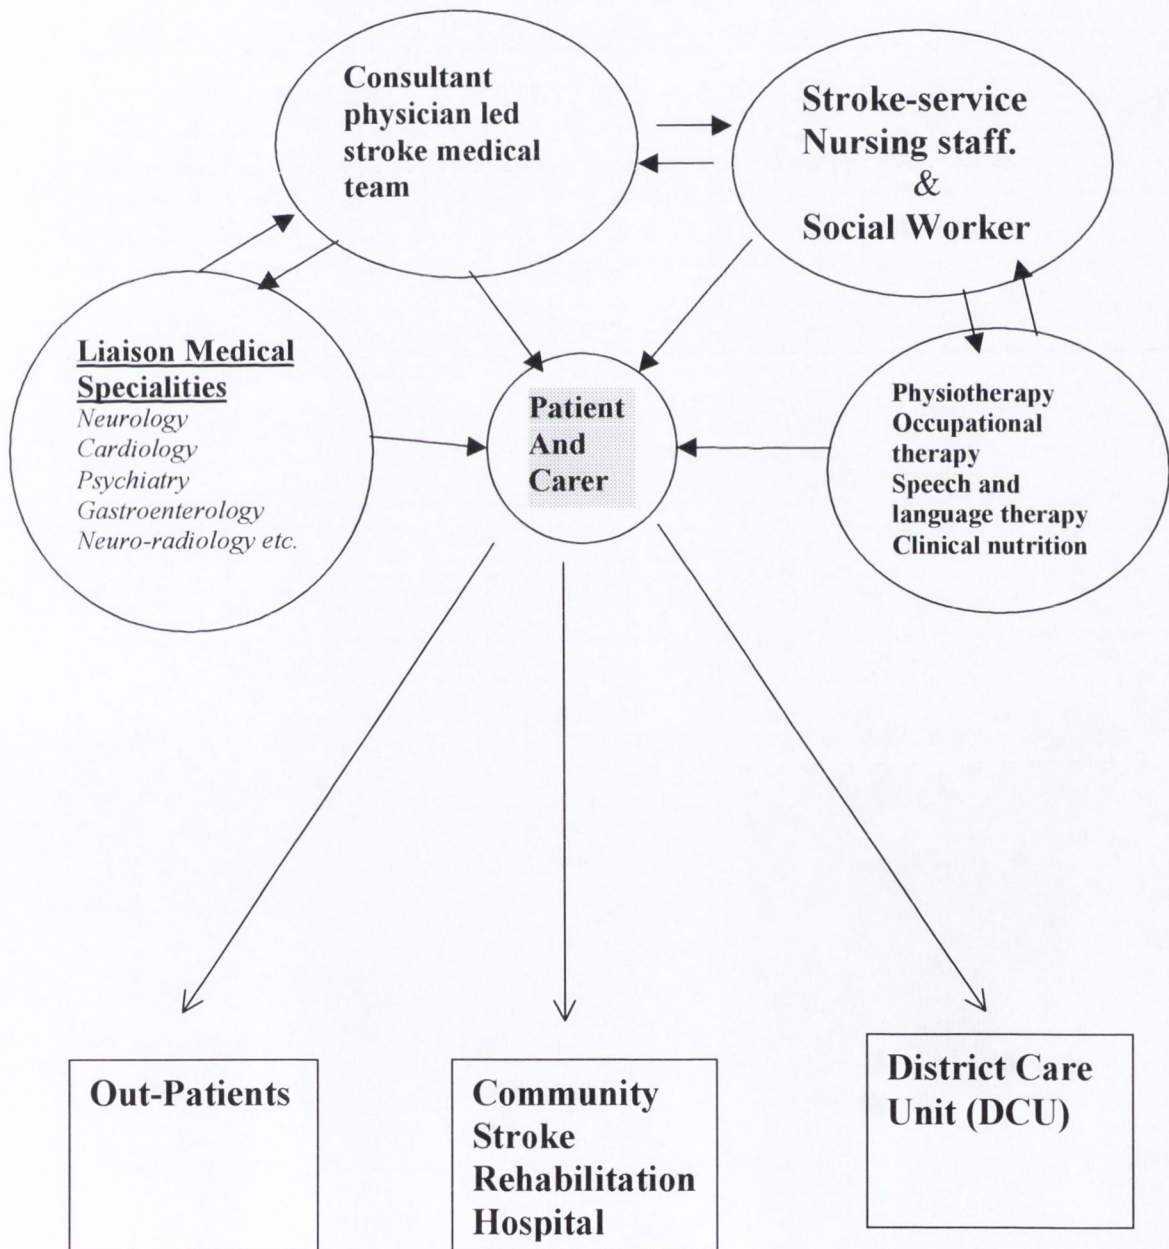 Consultant
physician led
stroke medical
team
Stroke-service
Nursing staff.
&
Social Worker
Liaison Medical
Specialities
Neurology
Cardiology
Psychiatry
Gastroenterology
Neuro-radiology etc.
Patient
And
Carer
Physiotherapy
Occupational
therapy
Speech and
language therapy
Clinical nutrition
Out-Patients
Community
Stroke
Rehabilitation
Hospital
District Care
Unit (DCU)